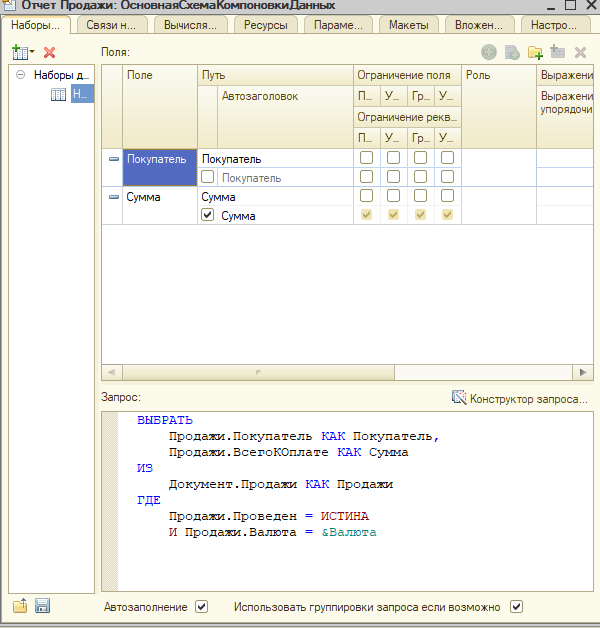 Отчет Продажи: ОсновнаяСхемаКомпоновкиДанных
Наборы... Связи н... Вычисля... Ресурсы Параме... Макеты Вложен... Настро...
Поля:
Наборы д...
Н...
Поле Путь Ограничение поля Роль Выражени
Автозаголовок П... У... Гр... У... Выражени
упорядочи
Ограничение рекв...
П... У... Гр... У...
Покупатель Покупатель
Покупатель
Сумма Сумма
Сумма
Запрос: Конструктор запроса...
ВЫБРАТЬ
Продажи.Покупатель КАК Покупатель,
Продажи.ВсегоКОплате КАК Сумма
ИЗ
Документ.Продажи КАК Продажи
ГДЕ
Продажи.Проведен = ИСТИНА
И Продажи.Валюта = &Валюта
Автозаполнение Использовать группировки запроса если возможно